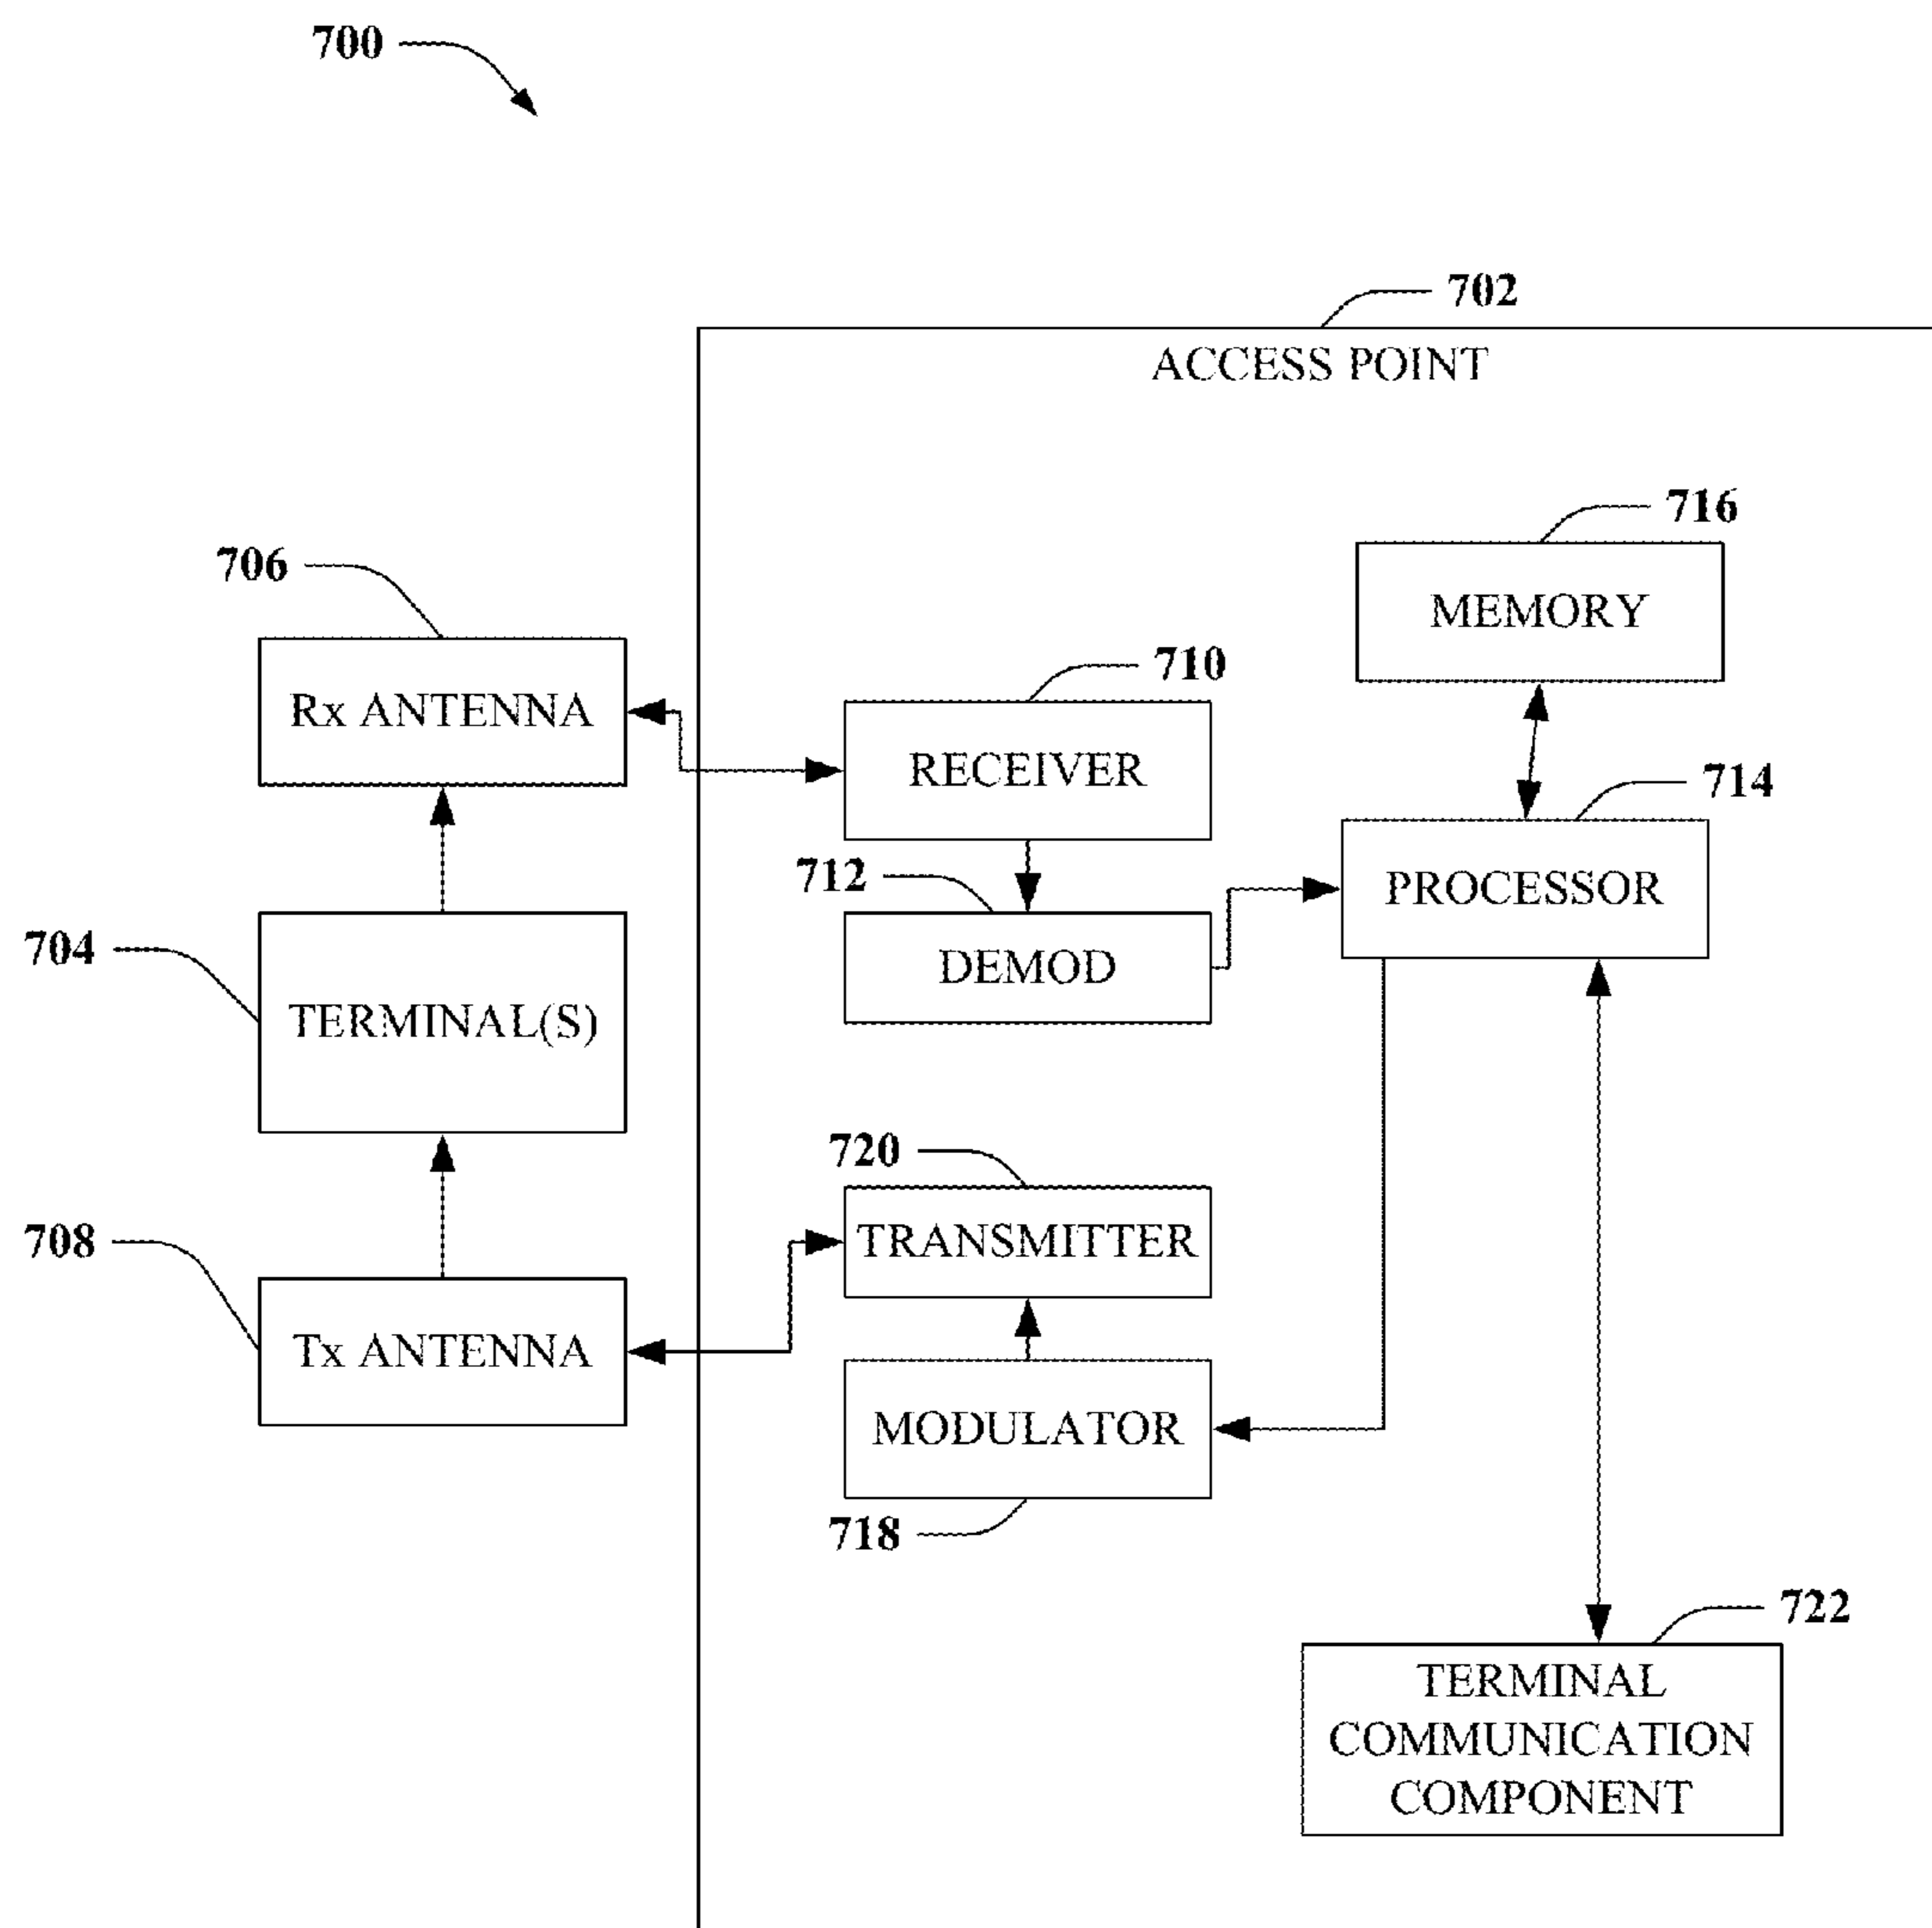 700
702
ACCESS POINT
716
MEMORY
706
Rx ANTENNA
710
RECEIVER
714
PROCESSOR
712
DEMOD
704
TERMINAL(S)
720
TRANSMITTER
708
Tx ANTENNA
MODULATOR
718
722
TERMINAL
COMMUNICATION
COMPONENT